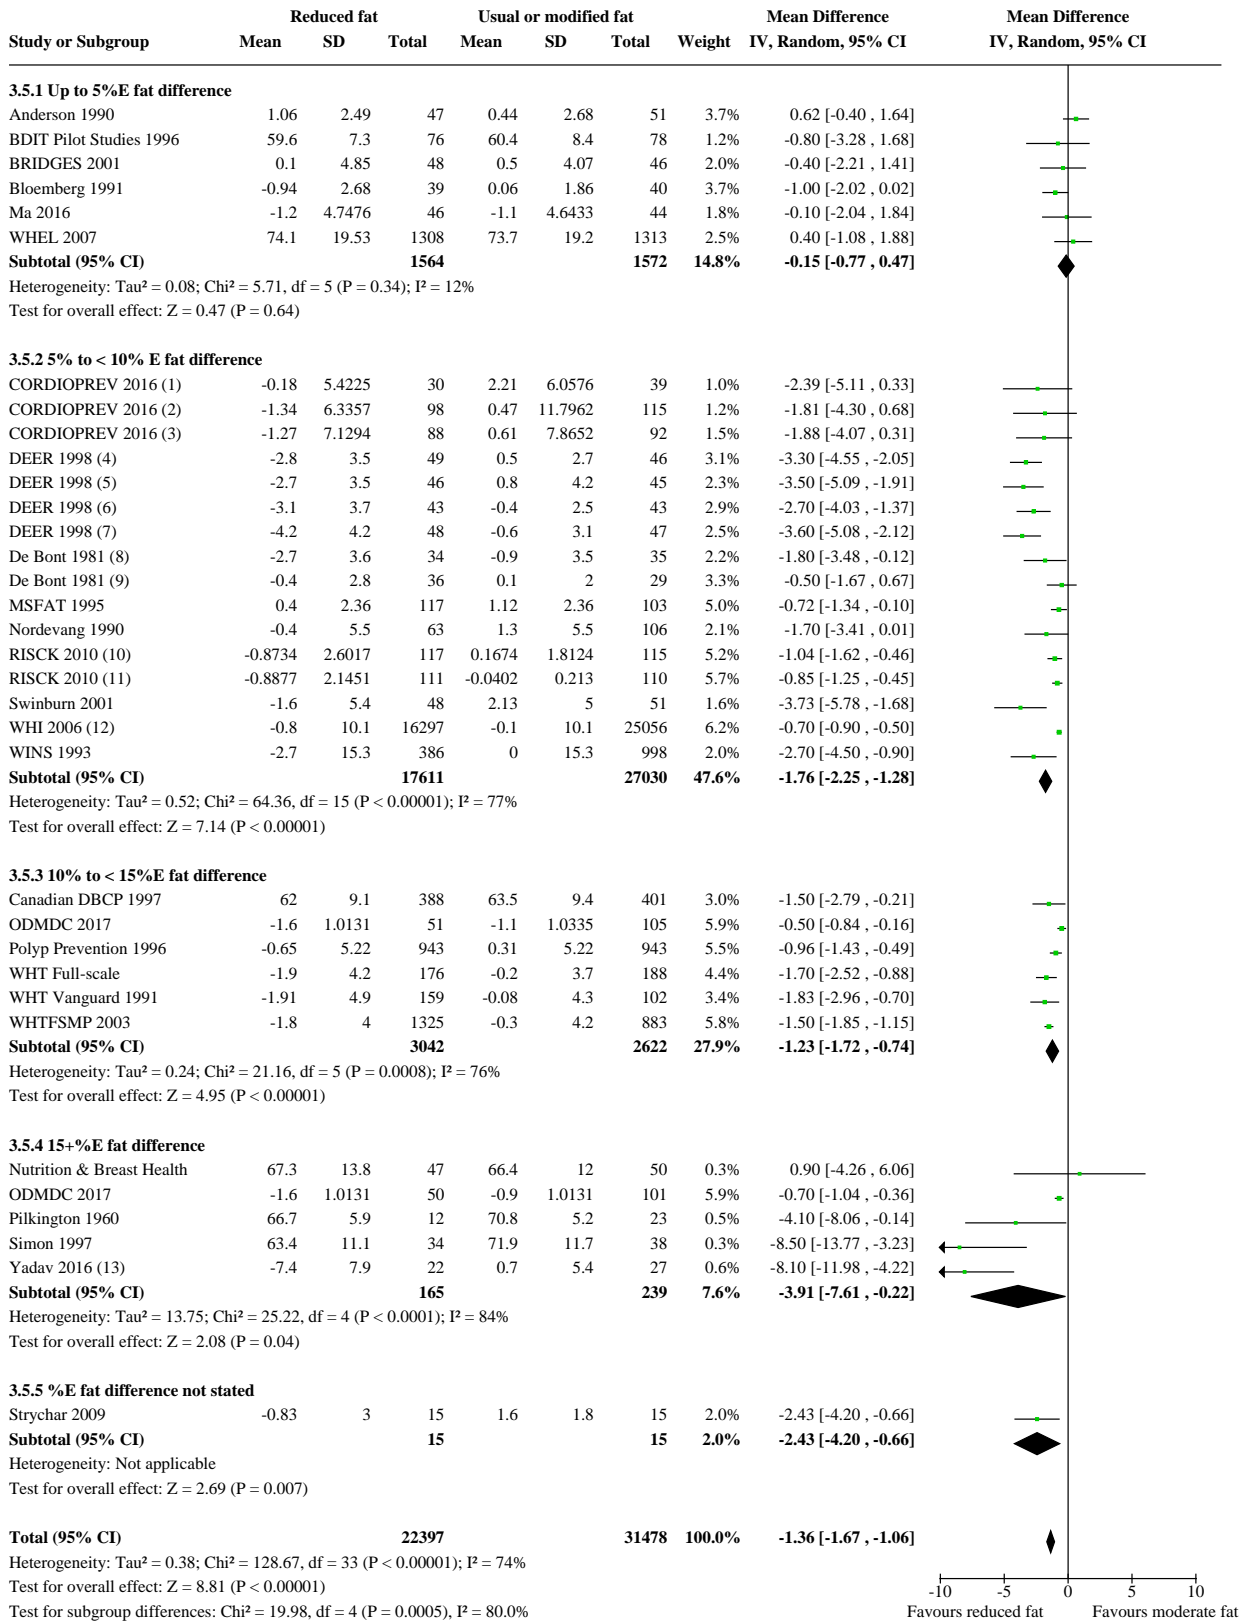 Reduced fat Usual or modified fat Mean Difference Mean Difference
Study or Subgroup Mean SD Total Mean SD Total Weight IV, Random, 95% CI IV, Random, 95% CI
3.5.1 Up to 5%E fat difference
Anderson 1990 1.06 2.49 47 0.44 2.68 51 3.7% 0.62 [-0.40 , 1.64]
BDIT Pilot Studies 1996 59.6 7.3 76 60.4 8.4 78 1.2% -0.80 [-3.28 , 1.68]
BRIDGES 2001 0.1 4.85 48 0.5 4.07 46 2.0% -0.40 [-2.21 , 1.41]
Bloemberg 1991 -0.94 2.68 39 0.06 1.86 40 3.7% -1.00 [-2.02 , 0.02]
Ma 2016 -1.2 4.7476 46 -1.1 4.6433 44 1.8% -0.10 [-2.04 , 1.84]
WHEL 2007 74.1 19.53 1308 73.7 19.2 1313 2.5% 0.40 [-1.08 , 1.88]
Subtotal (95% CI) 1564 1572 14.8% -0.15 [-0.77 , 0.47]
Heterogeneity: Tau² = 0.08; Chi² = 5.71, df = 5 (P = 0.34); I² = 12%
Test for overall effect: Z = 0.47 (P = 0.64)
3.5.2 5% to < 10% E fat difference
CORDIOPREV 2016 (1) -0.18 5.4225 30 2.21 6.0576 39 1.0% -2.39 [-5.11 , 0.33]
CORDIOPREV 2016 (2) -1.34 6.3357 98 0.47 11.7962 115 1.2% -1.81 [-4.30 , 0.68]
CORDIOPREV 2016 (3) -1.27 7.1294 88 0.61 7.8652 92 1.5% -1.88 [-4.07 , 0.31]
DEER 1998 (4) -2.8 3.5 49 0.5 2.7 46 3.1% -3.30 [-4.55 , -2.05]
DEER 1998 (5) -2.7 3.5 46 0.8 4.2 45 2.3% -3.50 [-5.09 , -1.91]
DEER 1998 (6) -3.1 3.7 43 -0.4 2.5 43 2.9% -2.70 [-4.03 , -1.37]
DEER 1998 (7) -4.2 4.2 48 -0.6 3.1 47 2.5% -3.60 [-5.08 , -2.12]
De Bont 1981 (8) -2.7 3.6 34 -0.9 3.5 35 2.2% -1.80 [-3.48 , -0.12]
De Bont 1981 (9) -0.4 2.8 36 0.1 2 29 3.3% -0.50 [-1.67 , 0.67]
MSFAT 1995 0.4 2.36 117 1.12 2.36 103 5.0% -0.72 [-1.34 , -0.10]
Nordevang 1990 -0.4 5.5 63 1.3 5.5 106 2.1% -1.70 [-3.41 , 0.01]
RISCK 2010 (10) -0.8734 2.6017 117 0.1674 1.8124 115 5.2% -1.04 [-1.62 , -0.46]
RISCK 2010 (11) -0.8877 2.1451 111 -0.0402 0.213 110 5.7% -0.85 [-1.25 , -0.45]
Swinburn 2001 -1.6 5.4 48 2.13 5 51 1.6% -3.73 [-5.78 , -1.68]
WHI 2006 (12) -0.8 10.1 16297 -0.1 10.1 25056 6.2% -0.70 [-0.90 , -0.50]
WINS 1993 -2.7 15.3 386 0 15.3 998 2.0% -2.70 [-4.50 , -0.90]
Subtotal (95% CI) 17611 27030 47.6% -1.76 [-2.25 , -1.28]
Heterogeneity: Tau² = 0.52; Chi² = 64.36, df = 15 (P < 0.00001); I² = 77%
Test for overall effect: Z = 7.14 (P < 0.00001)
3.5.3 10% to < 15%E fat difference
Canadian DBCP 1997 62 9.1 388 63.5 9.4 401 3.0% -1.50 [-2.79 , -0.21]
ODMDC 2017 -1.6 1.0131 51 -1.1 1.0335 105 5.9% -0.50 [-0.84 , -0.16]
Polyp Prevention 1996 -0.65 5.22 943 0.31 5.22 943 5.5% -0.96 [-1.43 , -0.49]
WHT Full-scale -1.9 4.2 176 -0.2 3.7 188 4.4% -1.70 [-2.52 , -0.88]
WHT Vanguard 1991 -1.91 4.9 159 -0.08 4.3 102 3.4% -1.83 [-2.96 , -0.70]
WHTFSMP 2003 -1.8 4 1325 -0.3 4.2 883 5.8% -1.50 [-1.85 , -1.15]
Subtotal (95% CI) 3042 2622 27.9% -1.23 [-1.72 , -0.74]
Heterogeneity: Tau² = 0.24; Chi² = 21.16, df = 5 (P = 0.0008); I² = 76%
Test for overall effect: Z = 4.95 (P < 0.00001)
3.5.4 15+%E fat difference
Nutrition & Breast Health 67.3 13.8 47 66.4 12 50 0.3% 0.90 [-4.26 , 6.06]
ODMDC 2017 -1.6 1.0131 50 -0.9 1.0131 101 5.9% -0.70 [-1.04 , -0.36]
Pilkington 1960 66.7 5.9 12 70.8 5.2 23 0.5% -4.10 [-8.06 , -0.14]
Simon 1997 63.4 11.1 34 71.9 11.7 38 0.3% -8.50 [-13.77 , -3.23]
Yadav 2016 (13) -7.4 7.9 22 0.7 5.4 27 0.6% -8.10 [-11.98 , -4.22]
Subtotal (95% CI) 165 239 7.6% -3.91 [-7.61 , -0.22]
Heterogeneity: Tau² = 13.75; Chi² = 25.22, df = 4 (P < 0.0001); I² = 84%
Test for overall effect: Z = 2.08 (P = 0.04)
3.5.5 %E fat difference not stated
Strychar 2009 -0.83 3 15 1.6 1.8 15 2.0% -2.43 [-4.20 , -0.66]
Subtotal (95% CI) 15 15 2.0% -2.43 [-4.20 , -0.66]
Heterogeneity: Not applicable
Test for overall effect: Z = 2.69 (P = 0.007)
Total (95% CI) 22397 31478 100.0% -1.36 [-1.67 , -1.06]
Heterogeneity: Tau² = 0.38; Chi² = 128.67, df = 33 (P < 0.00001); I² = 74%
Test for overall effect: Z = 8.81 (P < 0.00001)
-10 -5 0 5 10
Test for subgroup differences: Chi² = 19.98, df = 4 (P = 0.0005), I² = 80.0% Favours reduced fat Favours moderate fat